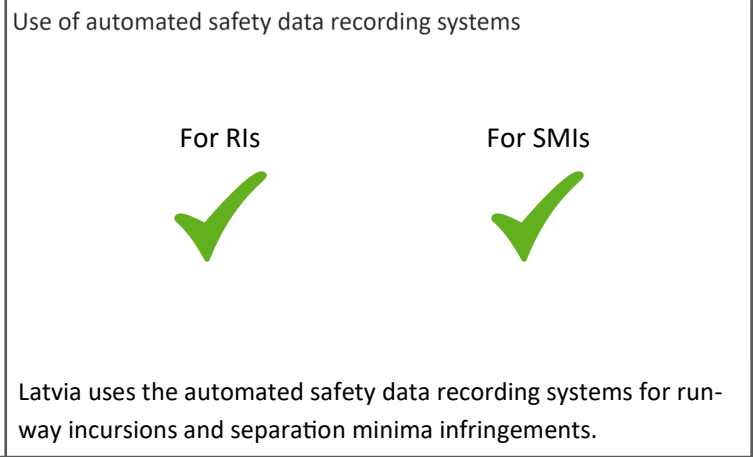 Use of automated safety data recording systems
For RIs
For SMIs
Latvia uses the automated safety data recording systems for run-
way incursions and separation minima infringements.